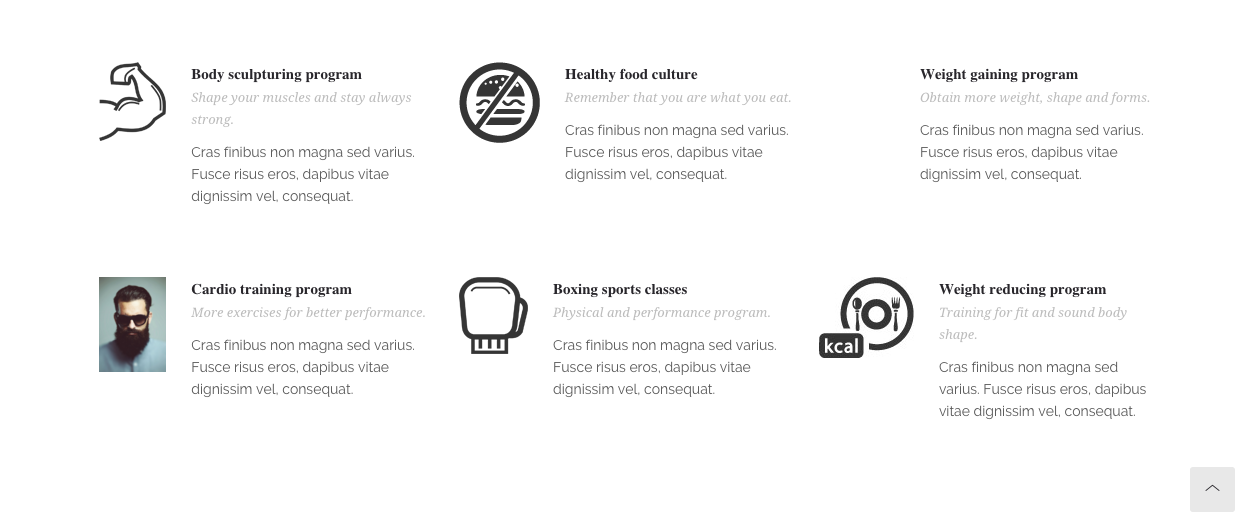 Body sculpturing program
Shape your muscles and stay always
strong.
Cras finibus non magna sed varius.
Fusce risus eros, dapibus vitae
dignissim vel, consequat.
Healthy food culture
Remember that you are what you eat.
Cras finibus non magna sed varius.
Fusce risus eros, dapibus vitae
dignissim vel, consequat.
Weight gaining program
Obtain more weight, shape and forms.
Cras finibus non magna sed varius.
Fusce risus eros, dapibus vitae
dignissim vel, consequat.
Cardio training program
More exercises for better performance.
Cras finibus non magna sed varius.
Fusce risus eros, dapibus vitae
dignissim vel, consequat.
Boxing sports classes
Physical and performance program.
Cras finibus non magna sed varius.
Fusce risus eros, dapibus vitae
dignissim vel, consequat.
kcal
Weight reducing program
Training for fit and sound body
shape.
Cras finibus non magna sed
varius. Fusce risus eros, dapibus
vitae dignissim vel, consequat.